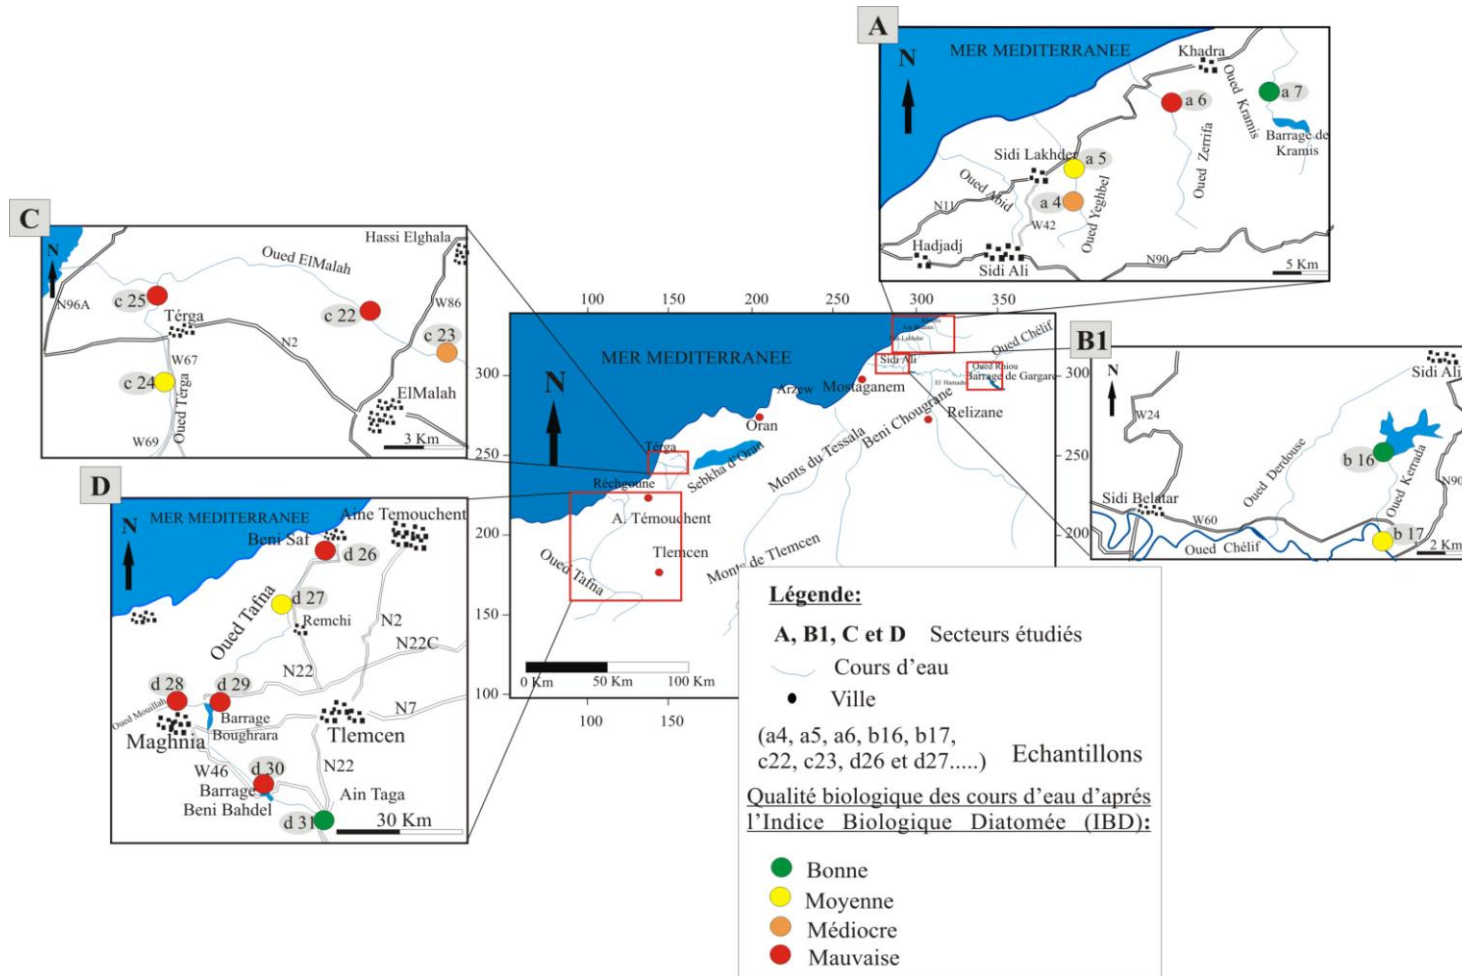 A
MER MEDITERRANEE
N
Khadra
a 6
a 7
Oued Kramis
Barrage de
Kramis
Oued Zerrifa
Sidi Lakhder
a 5
a 4
Oued Abid
Oued Yeghbel
N11
W42
Hadjadj
Sidi Ali
N90
5 Km
C
N
Hassi Elghala
Oued ElMalah
N96A
c 25
Térga
c 22
W86
c 23
N2
W67
c 24
Oued Térga
W69
ElMalah
3 Km
100
150
200
250
300
350
MER MEDITERRANEE
N
Oued Chélif
Sidi Ali
Oued Rhiou
Barrage de Gargare
Mostaganem
Arzew
Oran
Relizane
Beni Chougrane
Monts du Tessala
Sebkha d'Oran
Térga
Réchgoune
A. Témouchent
Tlemcen
Oued Tafna
Monts de Tlemcen
300
250
200
150
100
300
250
200
0 Km
50 Km
100 Km
100
150
B1
N
Sidi Ali
W24
Oued Derdouse
b 16
Oued Kerrada
N90
Sidi Belatar
W60
Oued Chélif
b 17
2 Km
D
MER MEDITERRANEE
N
Aine Temouchent
Beni Saf
d 26
d 27
Oued Tafna
Remchi
N2
N22C
N22
d 28
d 29
Oued Mouillah
Barrage
Boughrara
N7
Maghnia
Tlemcen
W46
d 30
N22
Barrage
Beni Bahdel
Ain Taga
d 31
30 Km
Légende:
A, B1, C et D Secteurs étudiés
Cours d'eau
Ville
(a4, a5, a6, b16, b17,
c22, c23, d26 et d27.....) Echantillons
Qualité biologique des cours d'eau d'aprés
l'Indice Biologique Diatomée (IBD):
Bonne
Moyenne
Médiocre
Mauvaise